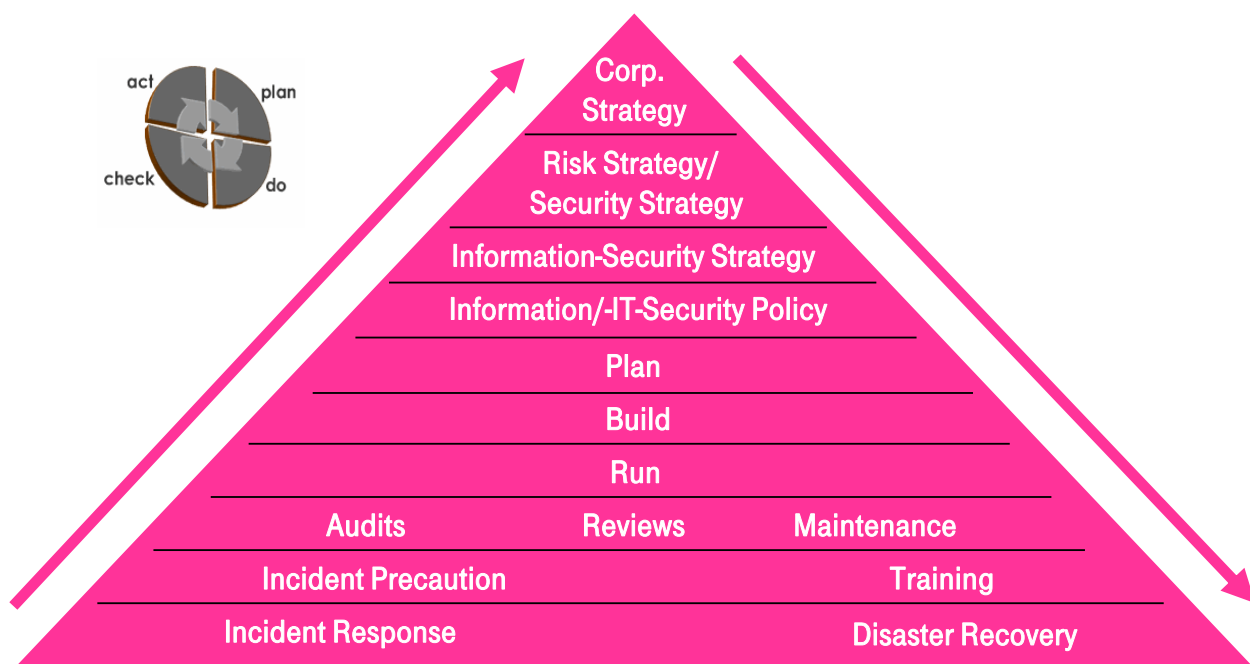 act
plan
check
do
Corp.
Strategy
Risk Strategy/
Security Strategy
Information-Security Strategy
Information/-IT-Security Policy
Plan
Build
Run
Audits Reviews Maintenance
Incident Precaution Training
Incident Response Disaster Recovery